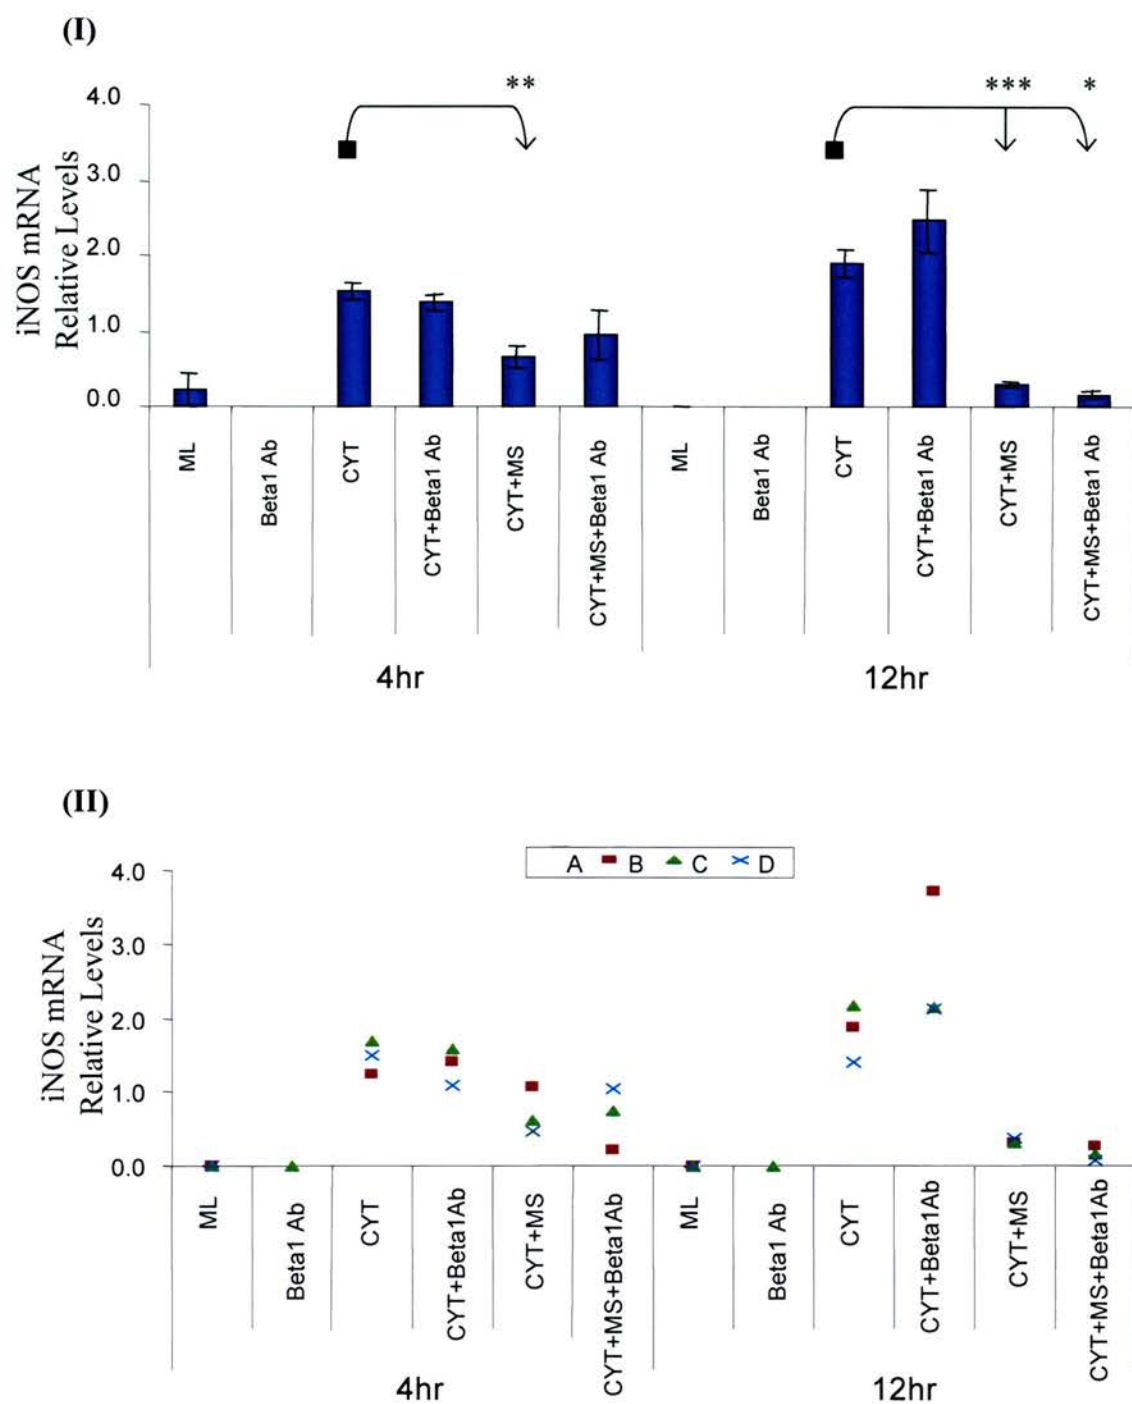 (I)
** *** *
4.0
3.0
2.0
1.0
0.0
iNOS mRNA
Relative Levels
ML
Beta1 Ab
CYT
CYT+Beta1 Ab
CYT+MS
CYT+MS+Beta1 Ab
ML
Beta1 Ab
CYT
CYT+Beta1 Ab
CYT+MS
CYT+MS+Beta1 Ab
4hr 12hr
(II)
A B C D
4.0
3.0
2.0
1.0
0.0
iNOS mRNA
Relative Levels
ML
Beta1 Ab
CYT
CYT+Beta1Ab
CYT+MS
CYT+MS+Beta1Ab
ML
Beta1 Ab
CYT
CYT+Beta1Ab
CYT+MS
CYT+MS+Beta1Ab
4hr 12hr